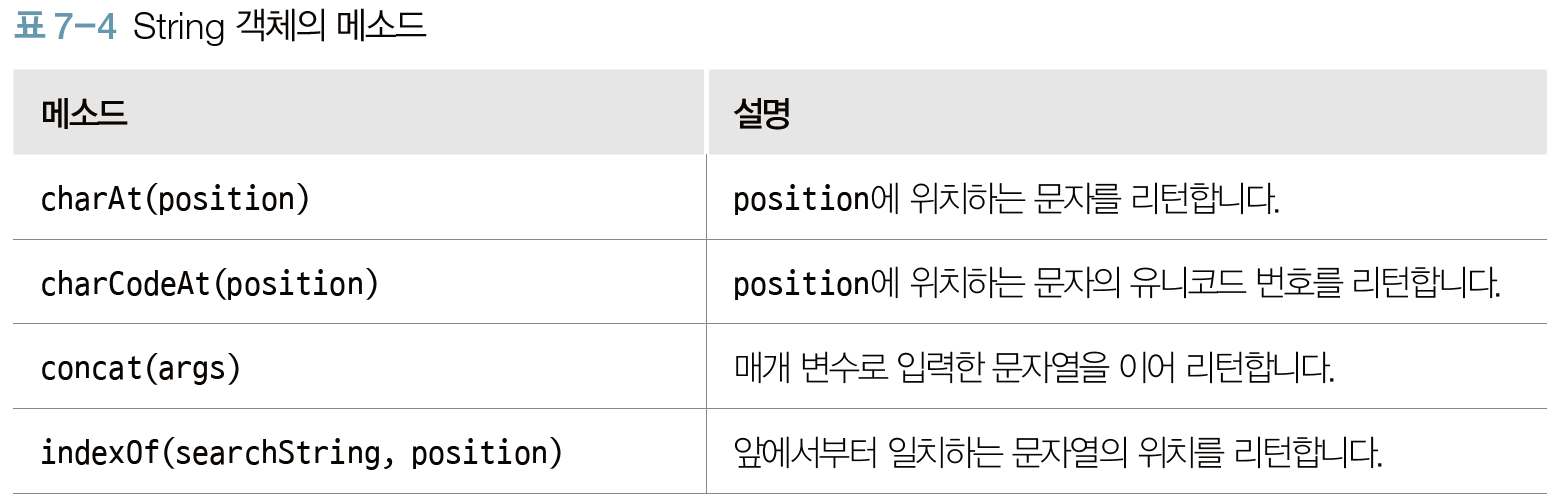 표 7-4 String 객체의 메소드
메소드 설명
charAt(position) position에 위치하는 문자를 리턴합니다.
charCodeAt(position) position에 위치하는 문자의 유니코드 번호를 리턴합니다.
concat(args) 매개 변수로 입력한 문자열을 이어 리턴합니다.
indexOf(searchString, position) 앞에서부터 일치하는 문자열의 위치를 리턴합니다.